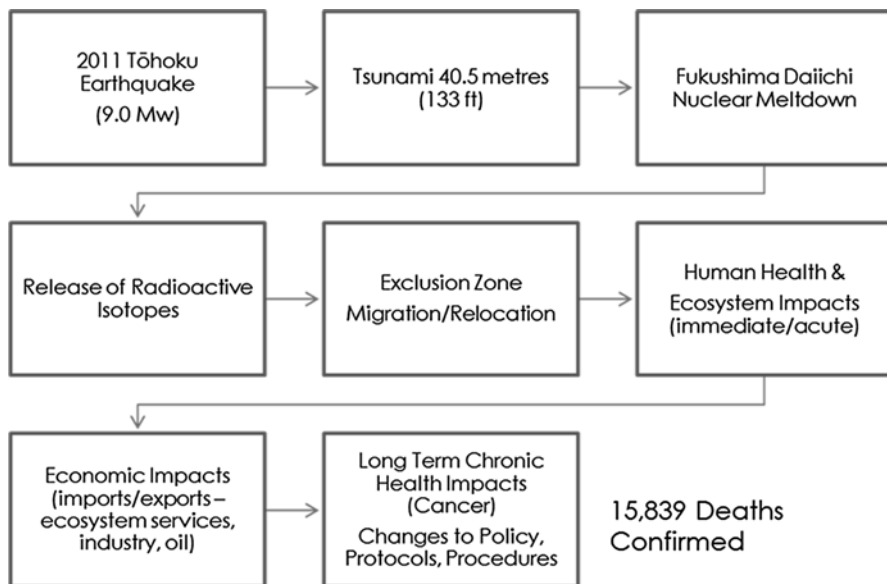 2011 Tōhoku
Earthquake
(9.0 Mw)
Tsunami 40.5 metres
(133 ft)
Fukushima Daiichi
Nuclear Meltdown
Release of Radioactive
Isotopes
Exclusion Zone
Migration/Relocation
Human Health &
Ecosystem Impacts
(immediate/acute)
Economic Impacts
(imports/exports –
ecosystem services,
industry, oil)
Long Term Chronic
Health Impacts
(Cancer)
Changes to Policy,
Protocols, Procedures
15,839 Deaths
Confirmed